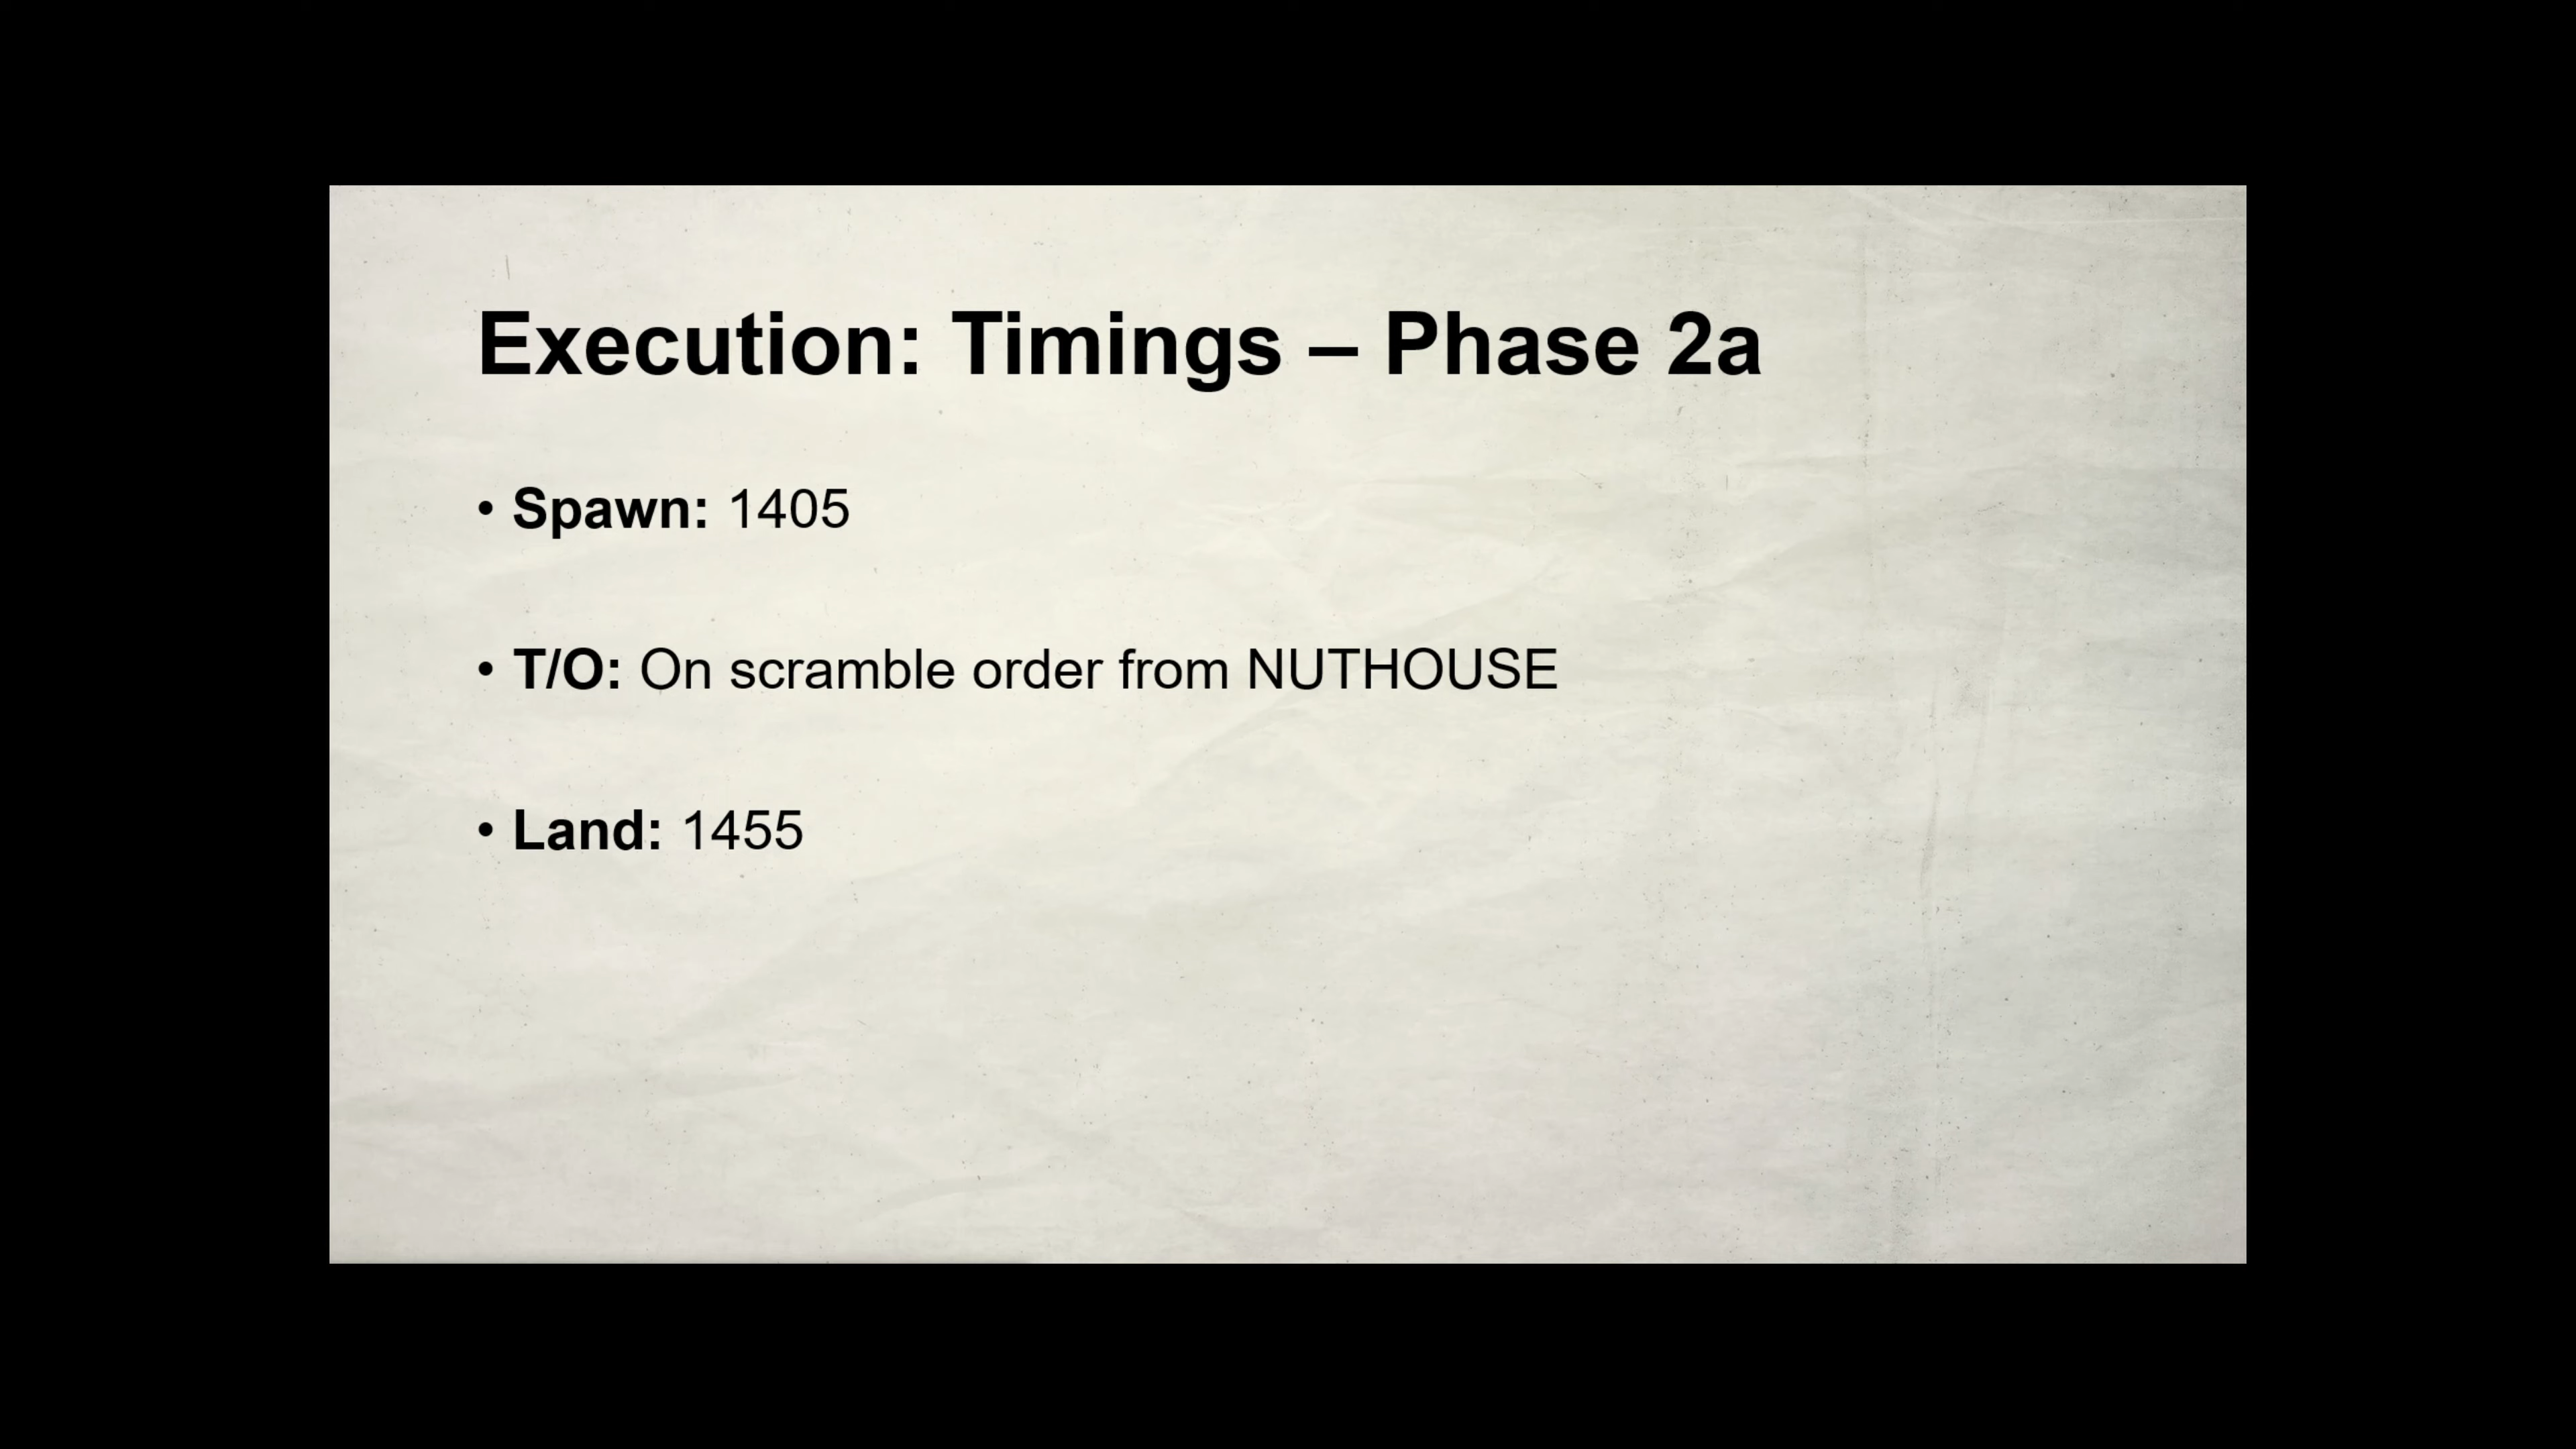 Execution: Timings – Phase 2a
• Spawn: 1405
• T/O: On scramble order from NUTHOUSE
• Land: 1455